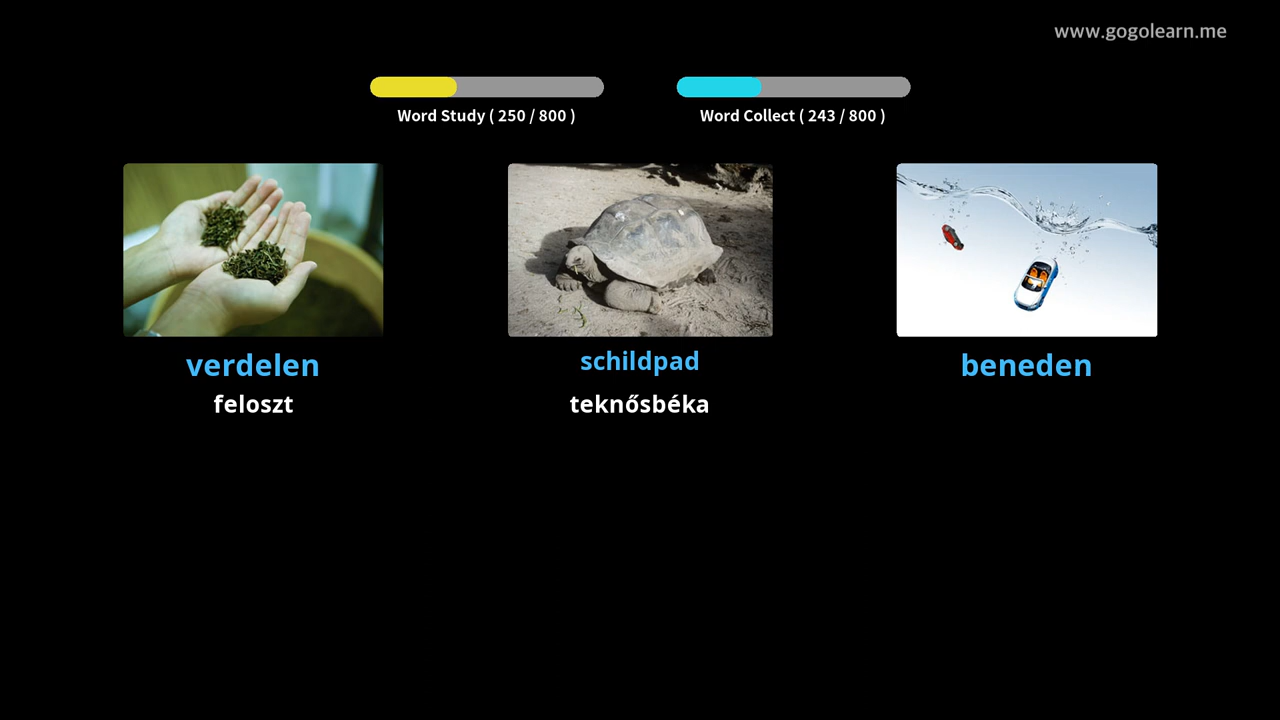 www.gogolearn.me
Word Study ( 250 / 800 )
Word Collect ( 243 / 800 )
verdelen
schildpad
beneden
feloszt
teknősbéka